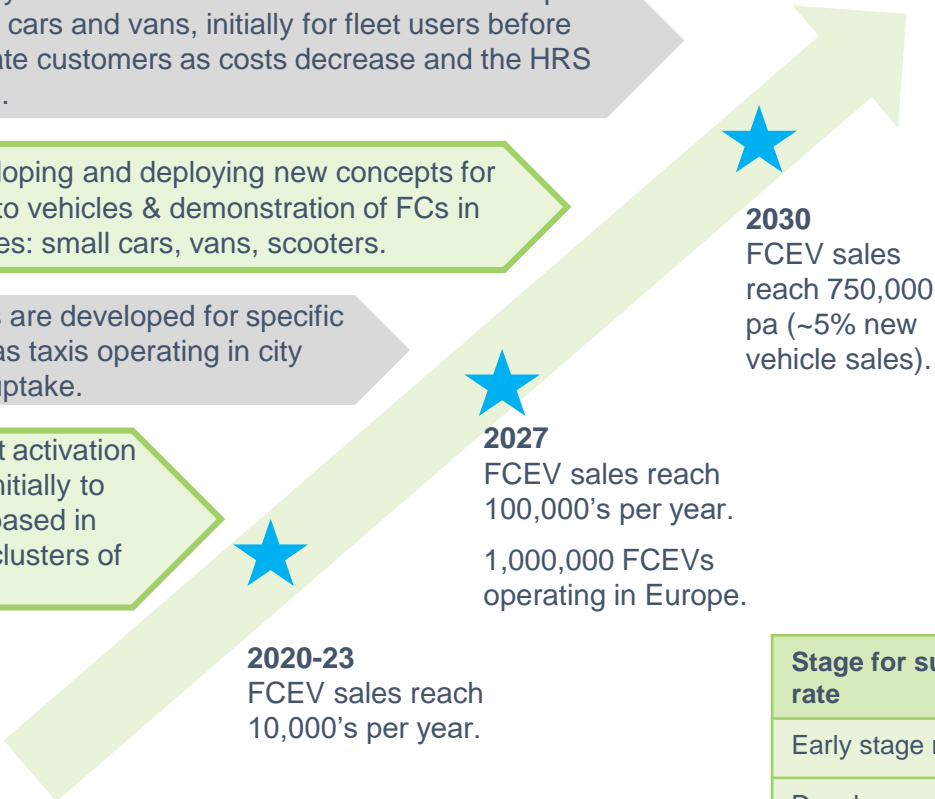 cars and vans, initially for fleet users before
customers as costs decrease and the HRS
loping and deploying new concepts for
to vehicles & demonstration of FCs in
es: small cars, vans, scooters.
s are developed for specific
as taxis operating in city
uptake.
t activation
nitially to
based in
clusters of
2030
FCEV sales
reach 750,000
pa (~5% new
vehicle sales).
2027
FCEV sales reach
100,000's per year.
1,000,000 FCEVs
operating in Europe.
2020-23
FCEV sales reach
10,000's per year.
Stage for
rate
Early stage